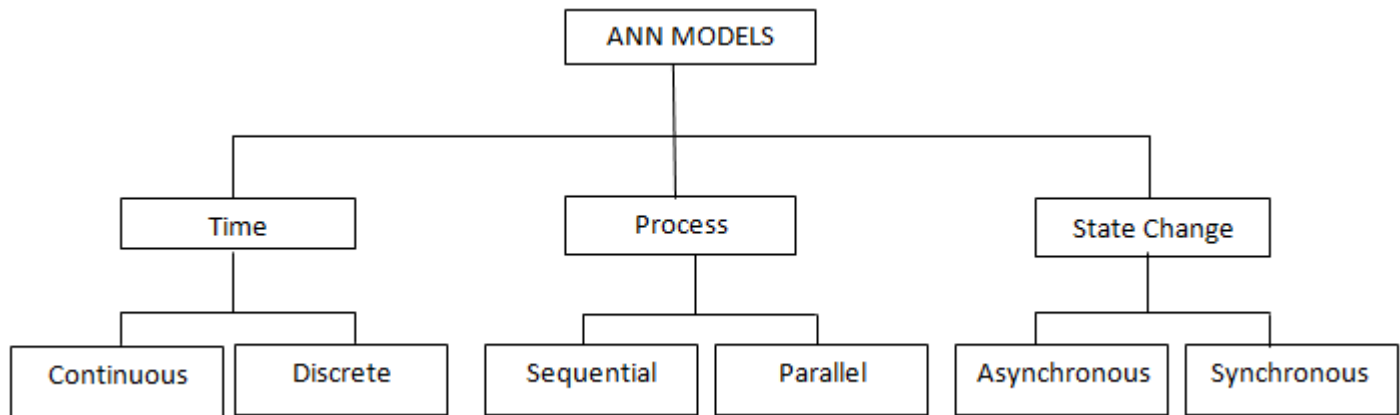 ANN MODELS
Time
Process
State Change
Continuous
Discrete
Sequential
Parallel
Asynchronous
Synchronous